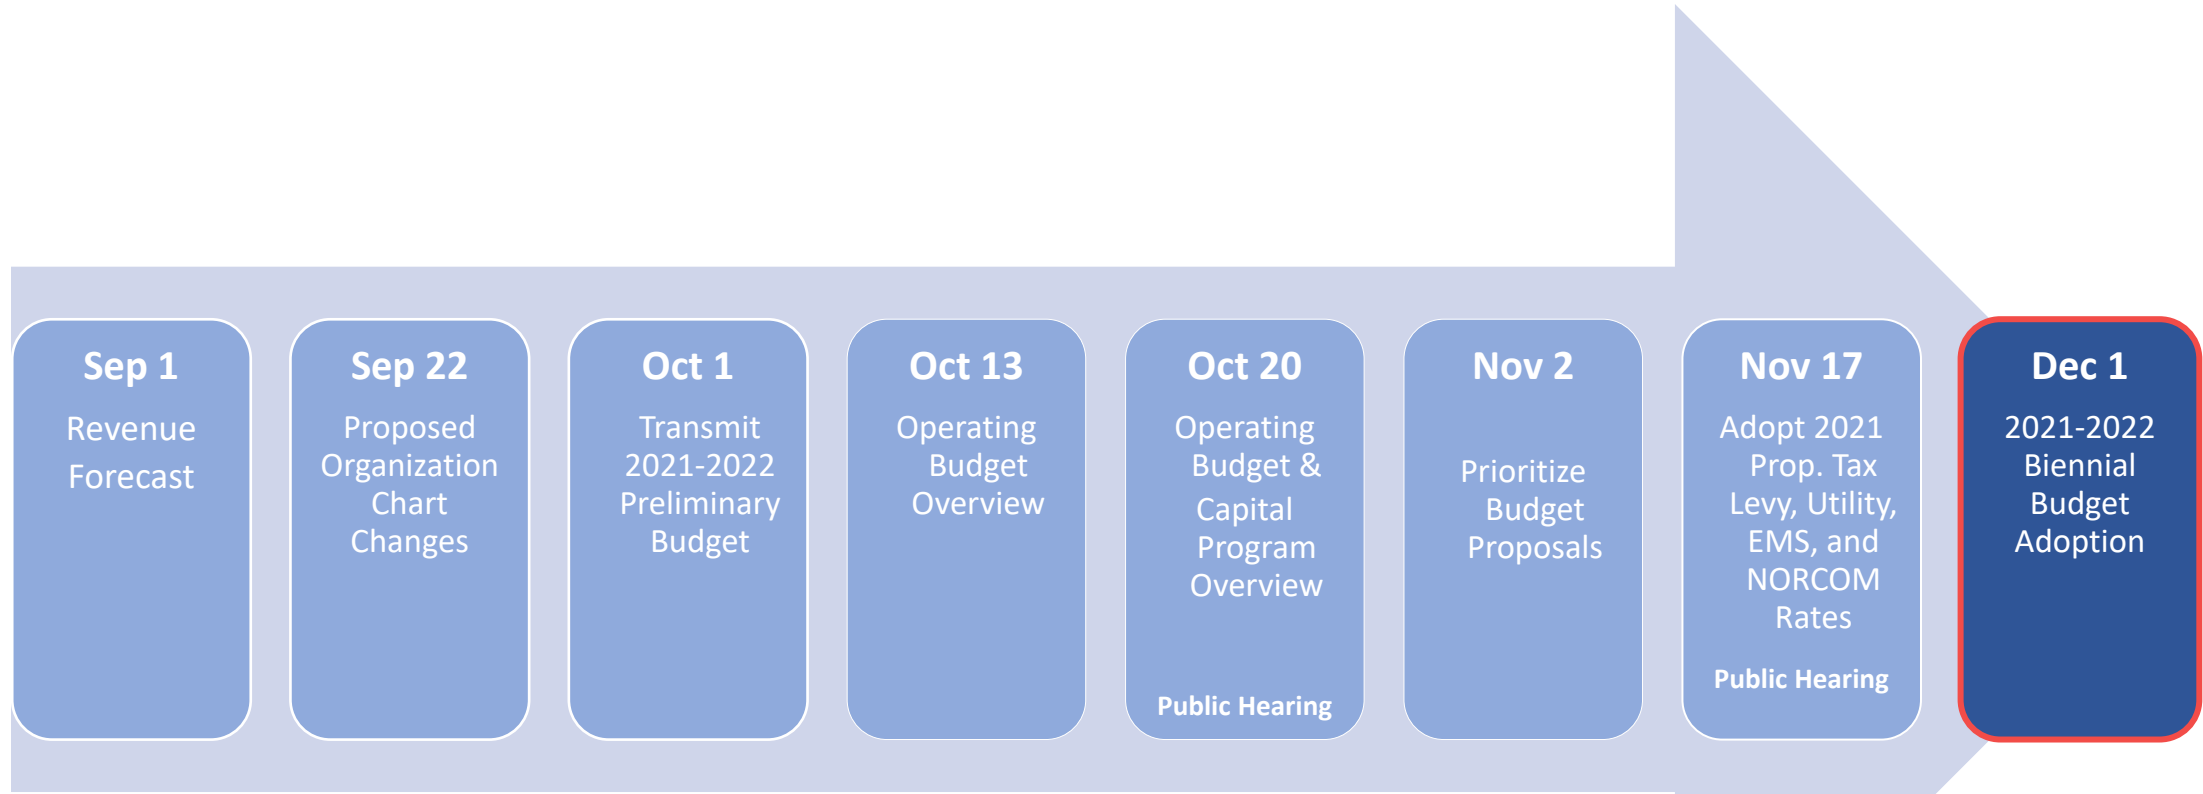 Sep 1
Revenue
Forecast
Sep 22
Proposed
Organization
Chart
Changes
Oct 1
Transmit
2021-2022
Preliminary
Budget
Oct 13
Operating
Budget
Overview
Oct 20
Operating
Budget &
Capital
Program
Overview
Public Hearing
Nov 2
Prioritize
Budget
Proposals
Nov 17
Adopt 2021
Prop. Tax
Levy, Utility,
EMS, and
NORCOM
Rates
Public Hearing
Dec 1
2021-2022
Biennial
Budget
Adoption